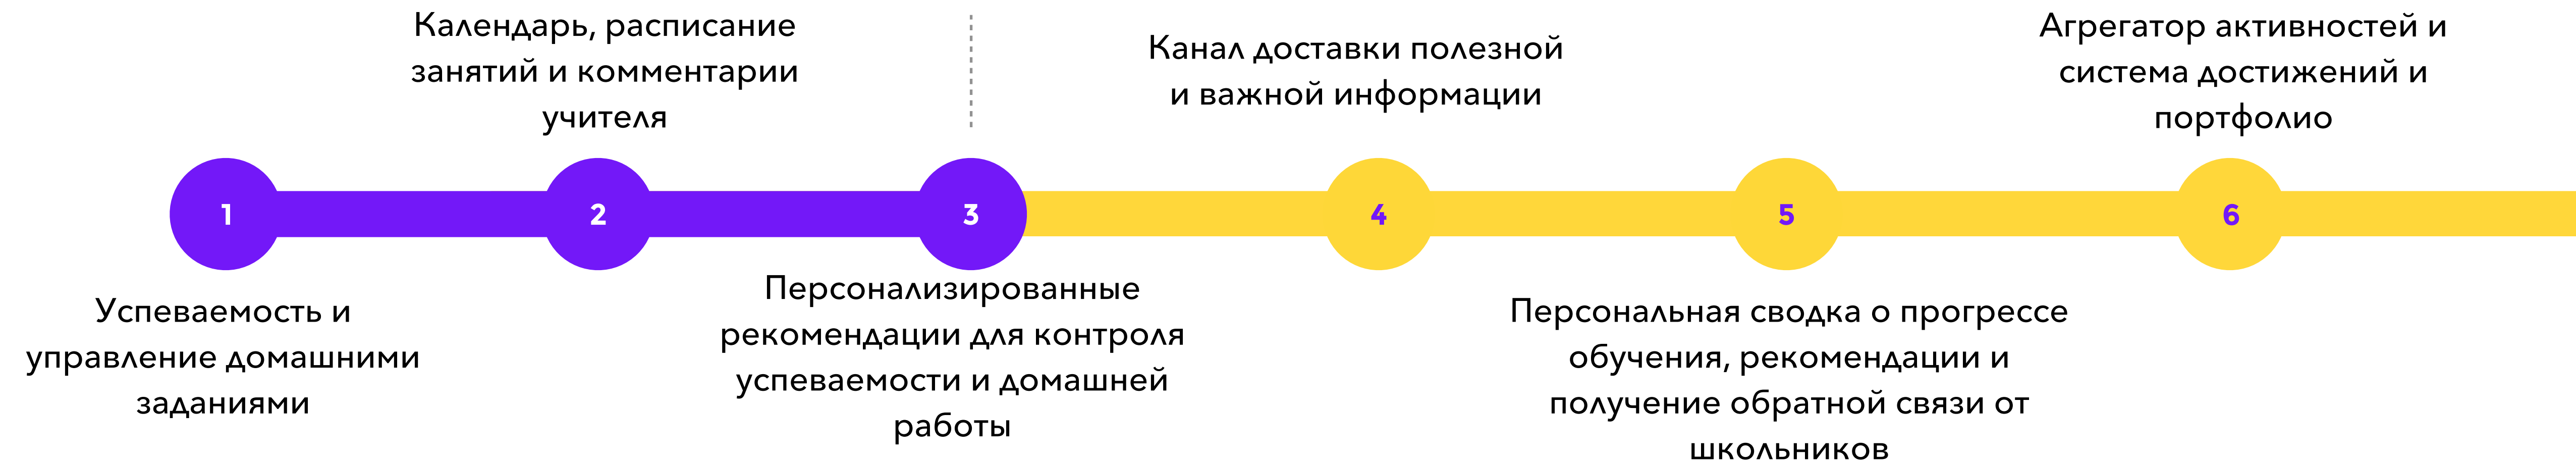 Календарь, расписание
занятий и комментарии
учителя
Канал доставки полезной
и важной информации
Агрегатор активностей и
система достижений и
портфолио
1
2
3
4
5
6
Успеваемость и
управление домашними
заданиями
Персонализированные
рекомендации для контроля
успеваемости и домашней
работы
Персональная сводка о прогрессе
обучения, рекомендации и
получение обратной связи от
школьников